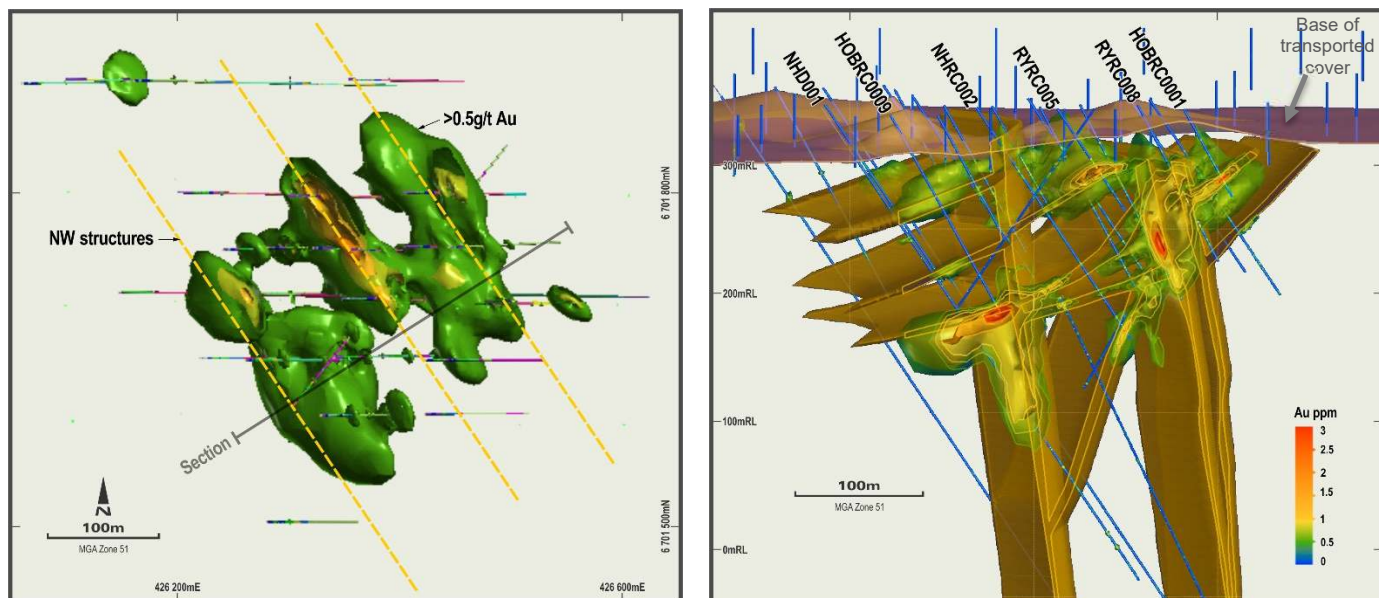 >0.5g/t Au
6 701 800mN
NW structures
Section
N
100m
MGA Zone 51
6 701 500mN
426 200mE
426 600mE
NHD001
HOBRC0009
NHRC002
RYRC005
RYRC008
HOBRC0001
Base of
transported
cover
300mRL
200mRL
100mRL
0mRL
100m
MGA Zone 51
Au ppm
3
2.5
2
1.5
1
0.5
0